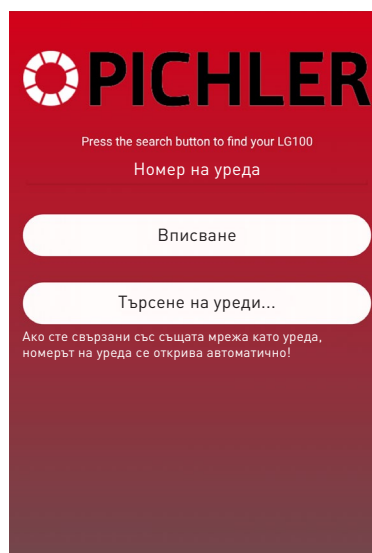 PICHLER
Press the search button to find your LG100
Номер на уреда
Вписване
Търсене на уреди...
Ако сте свързани със същата мрежа като уреда,
номерът на уреда се открива автоматично!